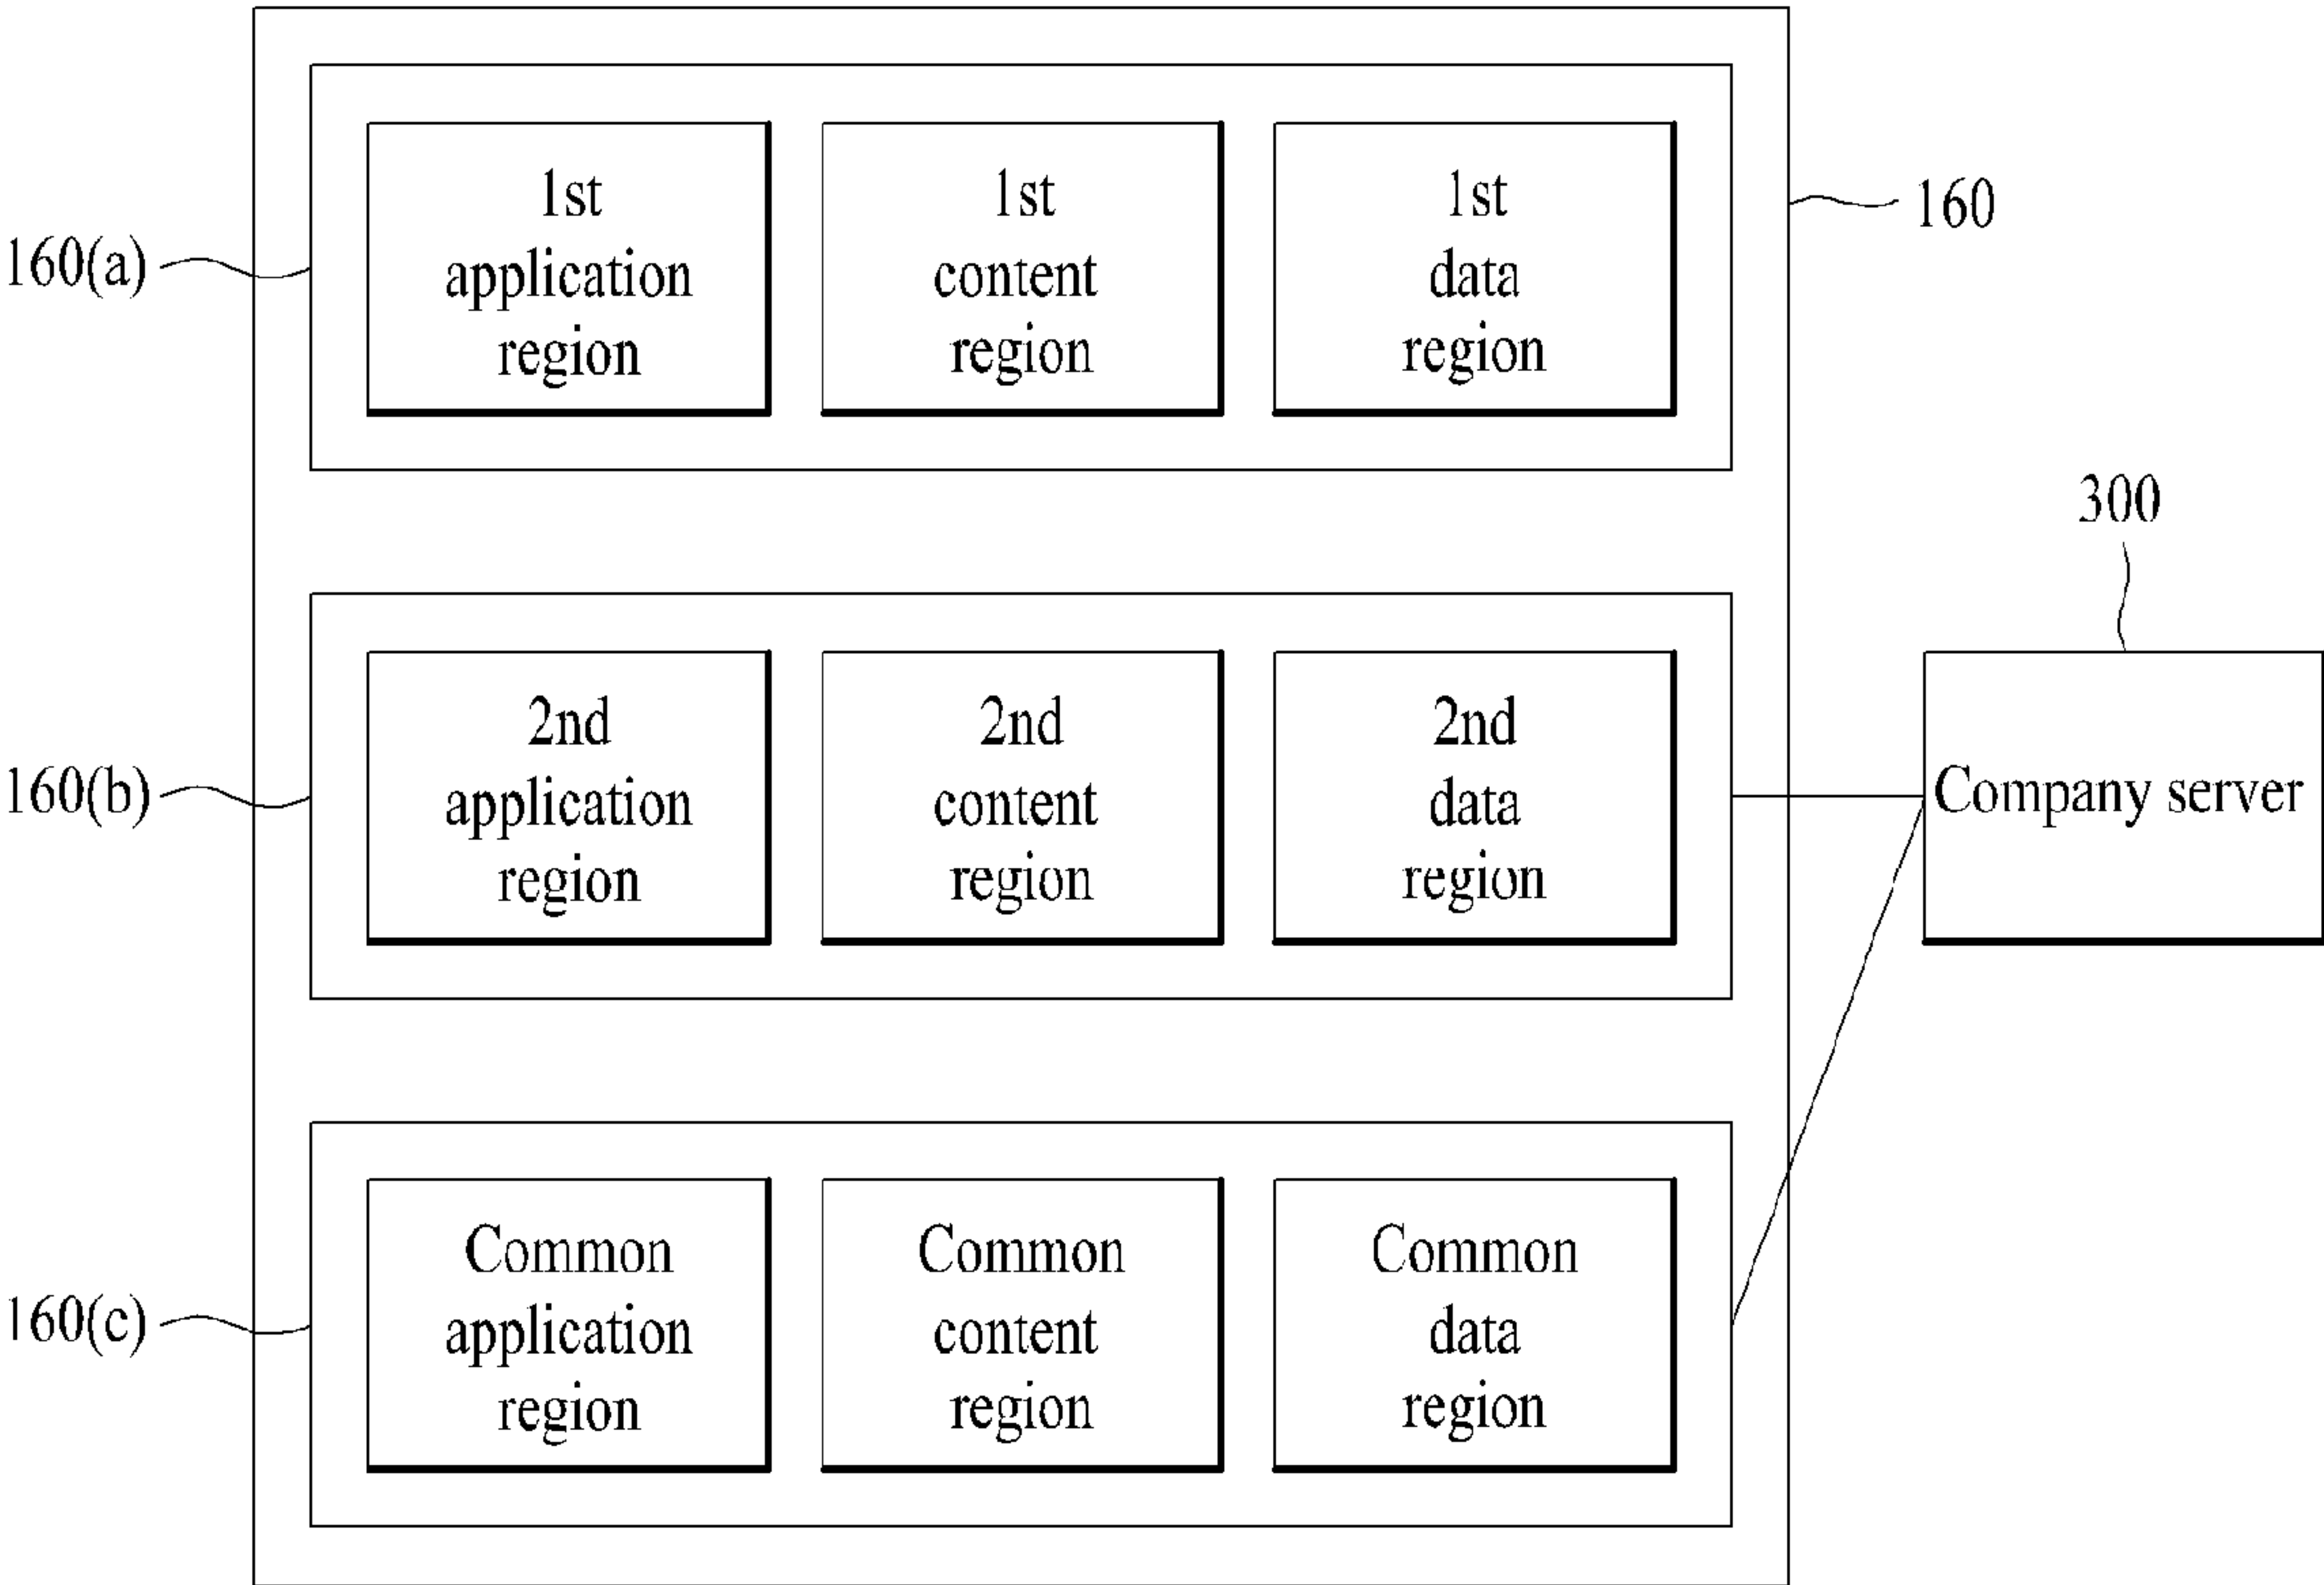 160(a)
1st
application
region
1st
content
region
1st
data
region
160
300
160(b)
2nd
application
region
2nd
content
region
2nd
data
region
Company server
160(c)
Common
application
region
Common
content
region
Common
data
region